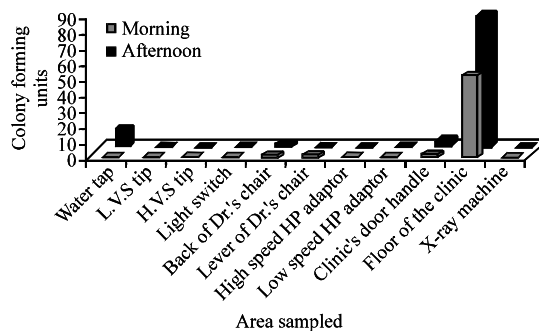 Colony forming
units
90
80
70
60
50
40
30
20
10
0
Morning
Afternoon
Water tap
L. V.S tip
H. V.S tip
Light switch
Back of Dr.'s chair
Lever of Dr.'s chair
High speed HP adaptor
Low speed HP adaptor
Clinic's door handle
Floor of the clinic
X-ray machine
Area sampled